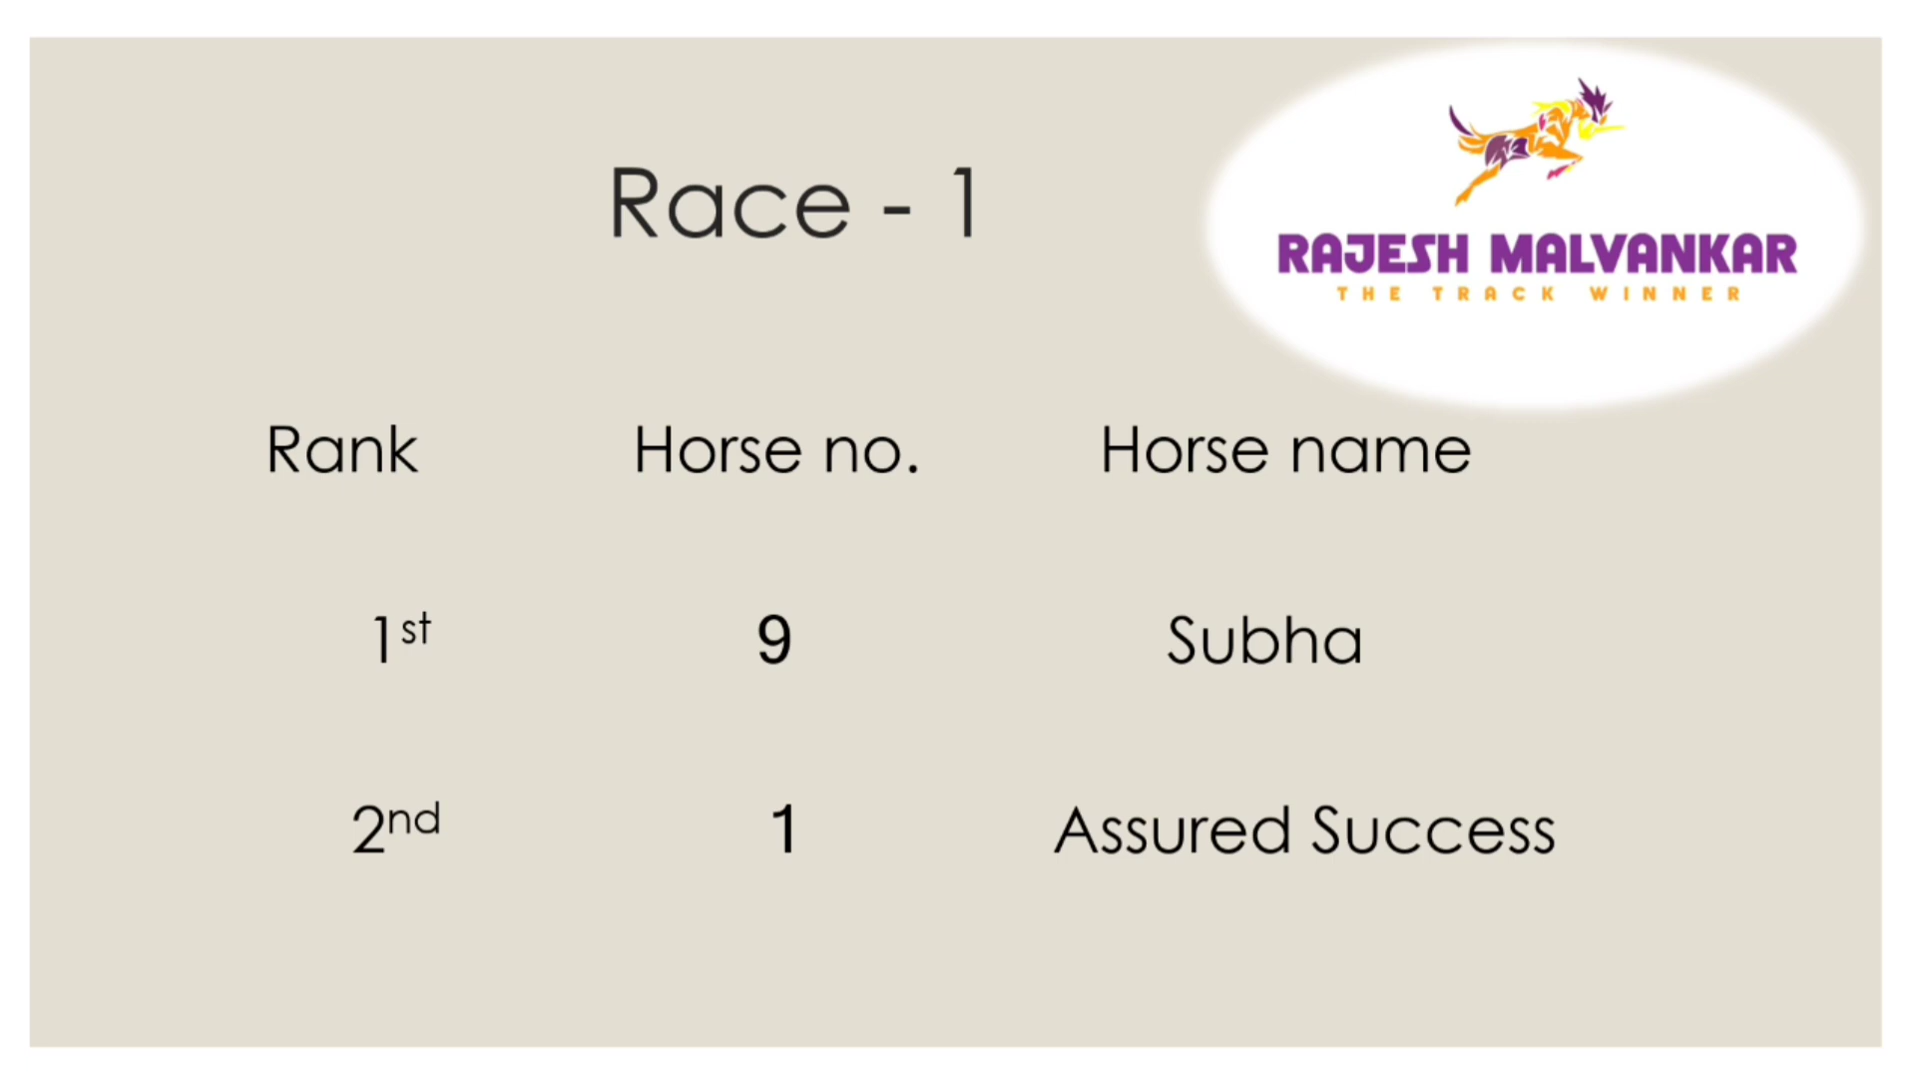 Race - 1
RAJESH MALVANKAR
THE TRACK WINNER
Rank Horse no. Horse name
1st 9 Subha
2nd 1 Assured Success